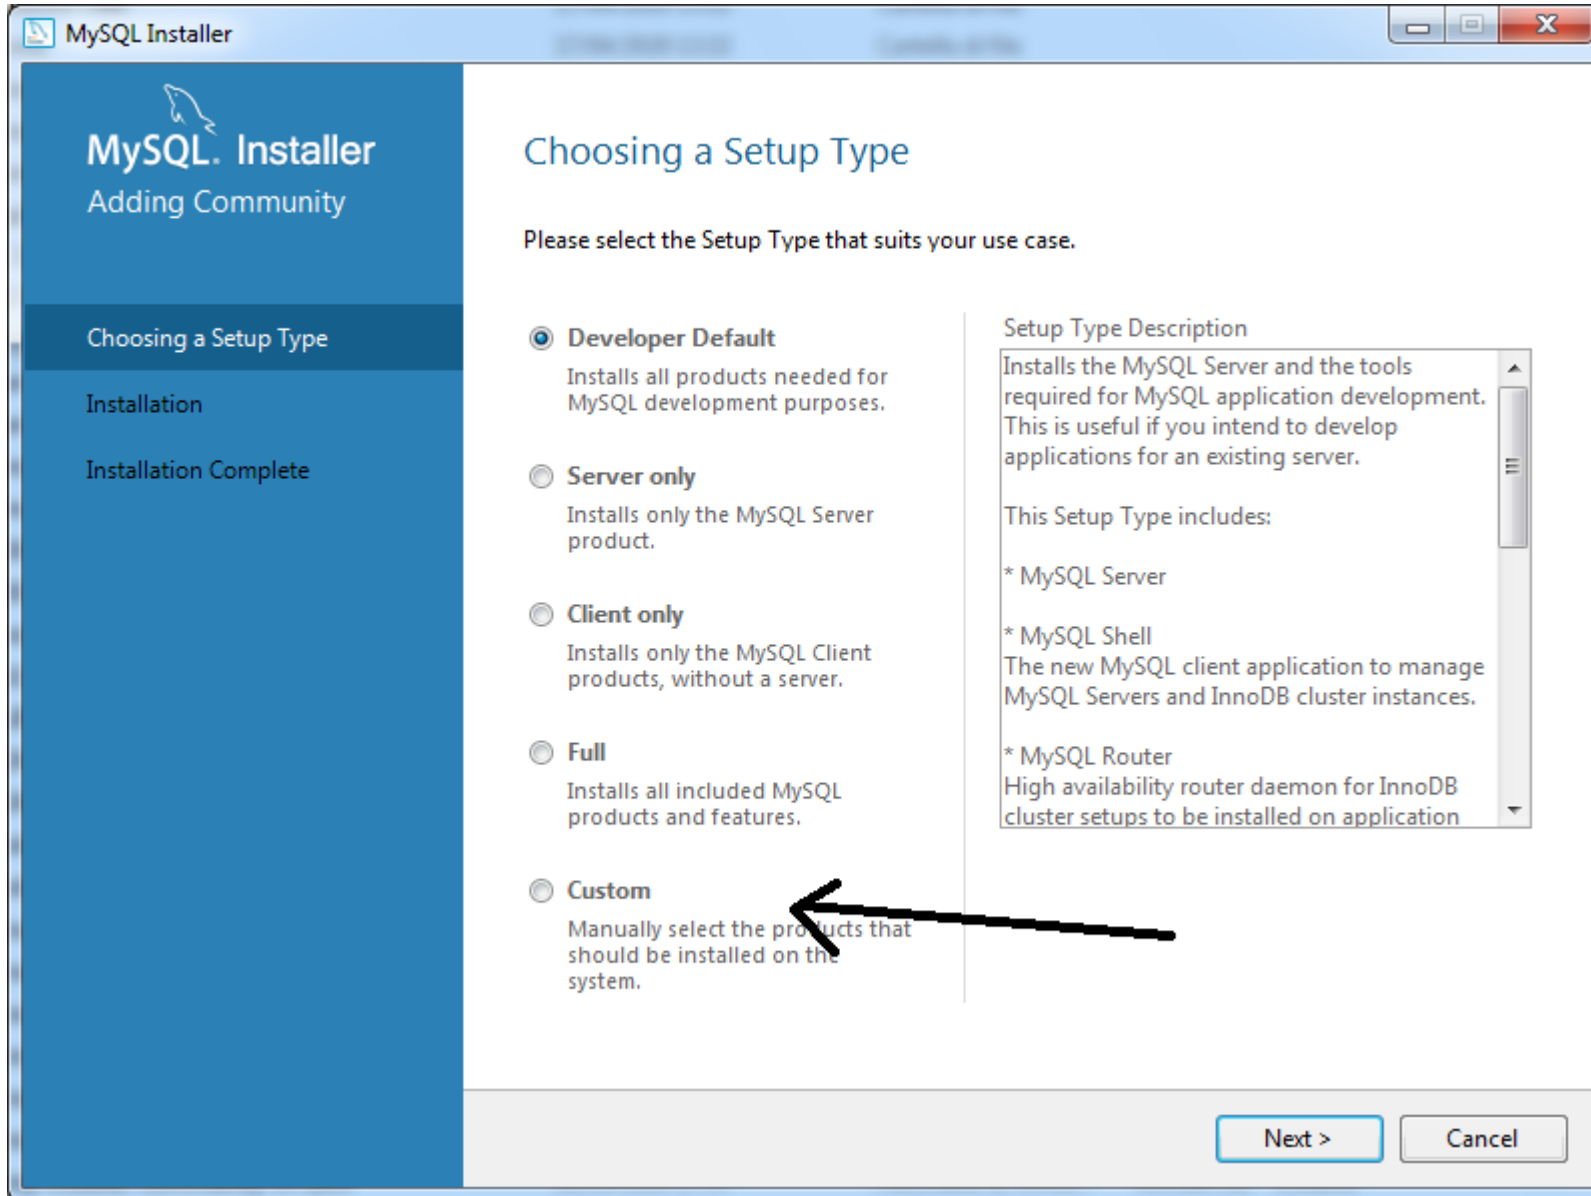 MySQL Installer
MySQL. Installer
Adding Community
Choosing a Setup Type
Installation
Installation Complete
Choosing a Setup Type
Please select the Setup Type that suits your use case.
Developer Default
Installs all products needed for
MySQL development purposes.
Server only
Installs only the MySQL Server
product.
Client only
Installs only the MySQL Client
products, without a server.
Full
Installs all included MySQL
products and features.
Custom
Manually select the products that
should be installed on the
system.
Setup Type Description
Installs the MySQL Server and the tools
required for MySQL application development.
This is useful if you intend to develop
applications for an existing server.
This Setup Type includes:
* MySQL Server
* MySQL Shell
The new MySQL client application to manage
MySQL Servers and InnoDB cluster instances.
* MySQL Router
High availability router daemon for InnoDB
cluster setups to be installed on application
Next >
Cancel